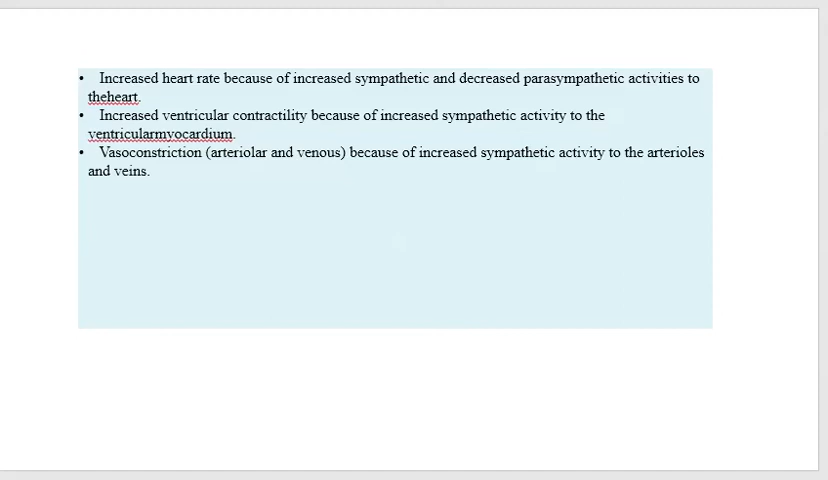 • Increased heart rate because of increased sympathetic and decreased parasympathetic activities to
theheart.
• Increased ventricular contractility because of increased sympathetic activity to the
ventricularmyocardium.
• Vasoconstriction (arteriolar and venous) because of increased sympathetic activity to the arterioles
and veins.